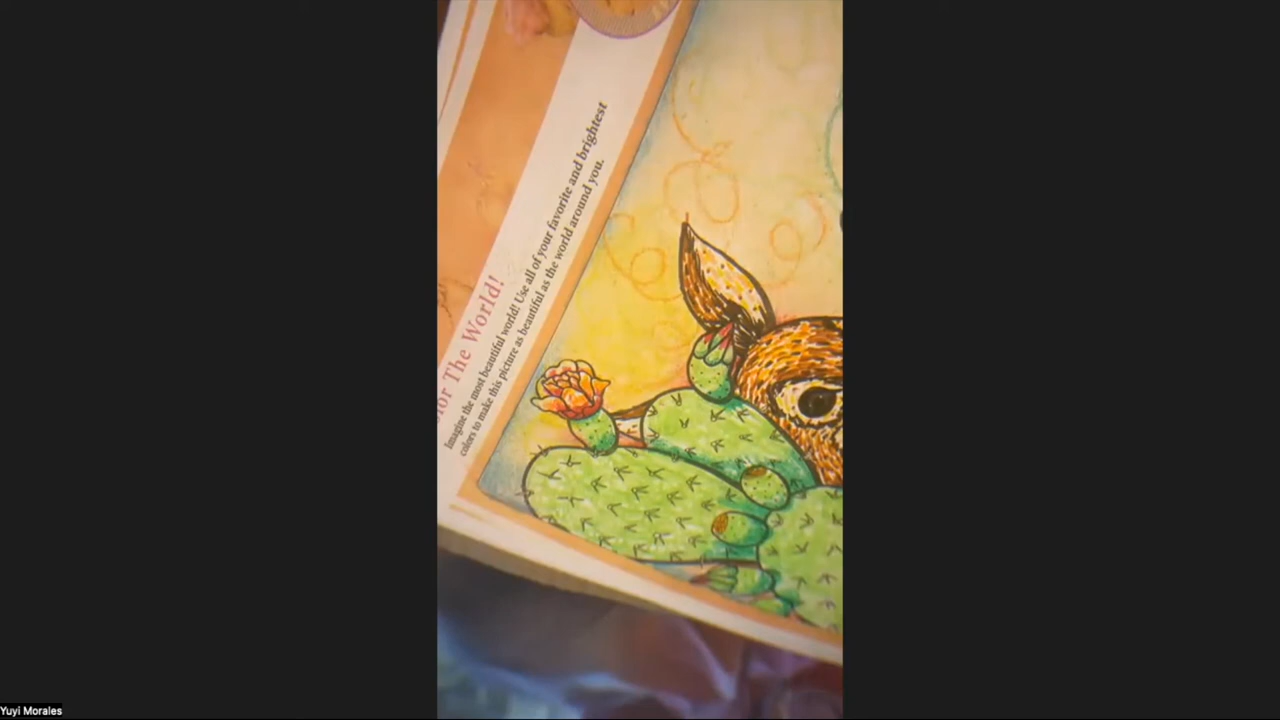 Color The World!
Imagine the most beautiful world! Use all of your favorite and brightest
colors to make this picture as beautiful as the world around you.
Yuyi Morales